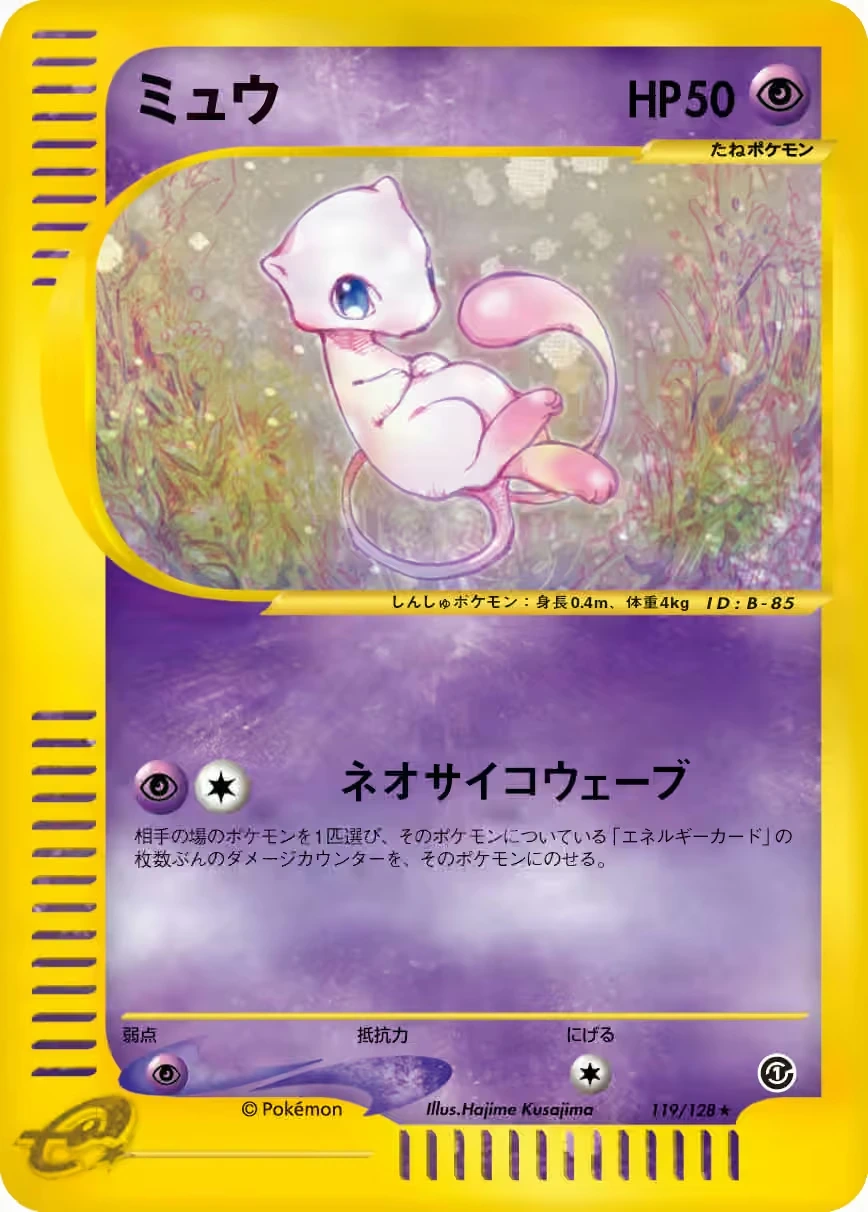 ミュウ HP50
たねポケモン
しんしゅポケモン：身長0.4m、体重4kg ID：B-85
ネオサイコウェーブ
相手の場のポケモンを1匹選び、そのポケモンについている「エネルギーカード」の
枚数ぶんのダメージカウンターを、そのポケモンにのせる。
弱点 抵抗力 にげる
© Pokémon Illus.Hajime Kusajima 119/128★